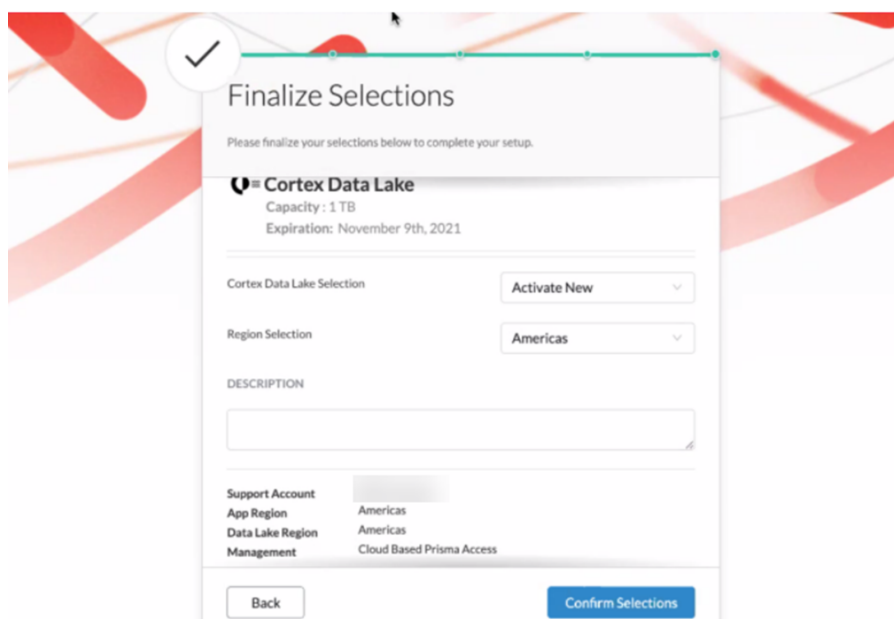 Finalize Selections
Please finalize your selections below to complete your setup.
Cortex Data Lake
Capacity : 1 TB
Expiration: November 9th, 2021
Cortex Data Lake Selection
Activate New
Region Selection
Americas
DESCRIPTION
Support Account
App Region Americas
Data Lake Region Americas
Management Cloud Based Prisma Access
Back Confirm Selections